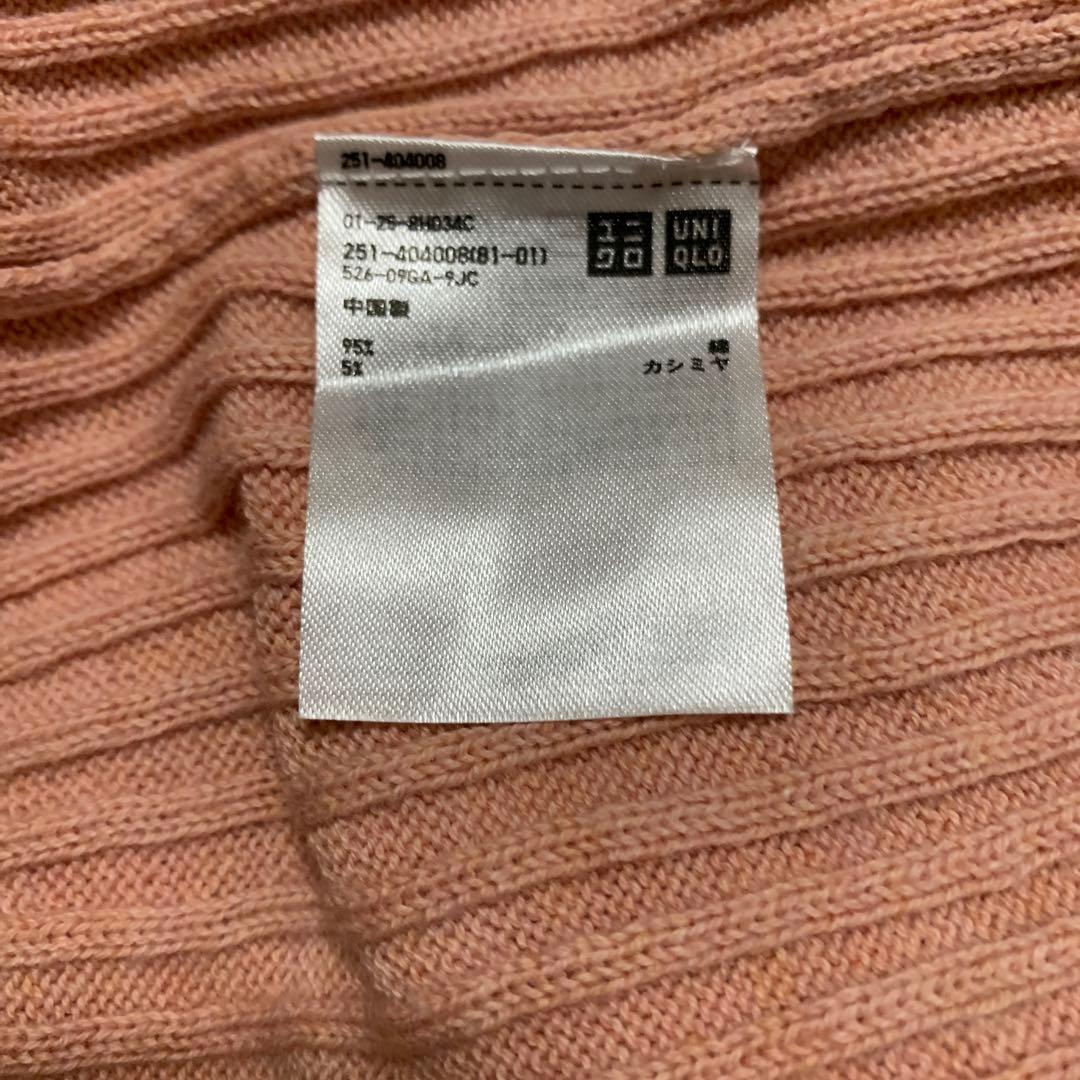 251-404008
01-25-2H034C
251-404008(81-01)
526-09GA-9JC
中国製
95% 綿
5% カシミヤ
ユニ
クロ
UNI
QLO